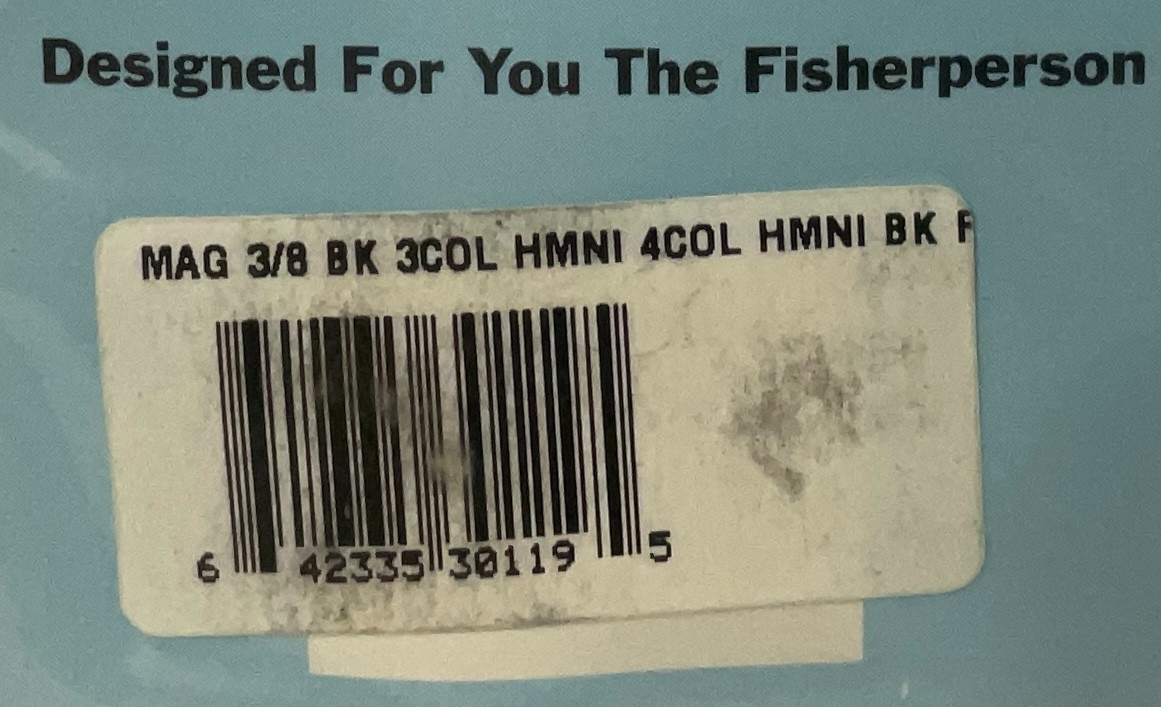 Designed For You The Fisherperson
MAG 3/8 BK 3COL HMNI 4COL HMNI BK F
6 42335 30119 5